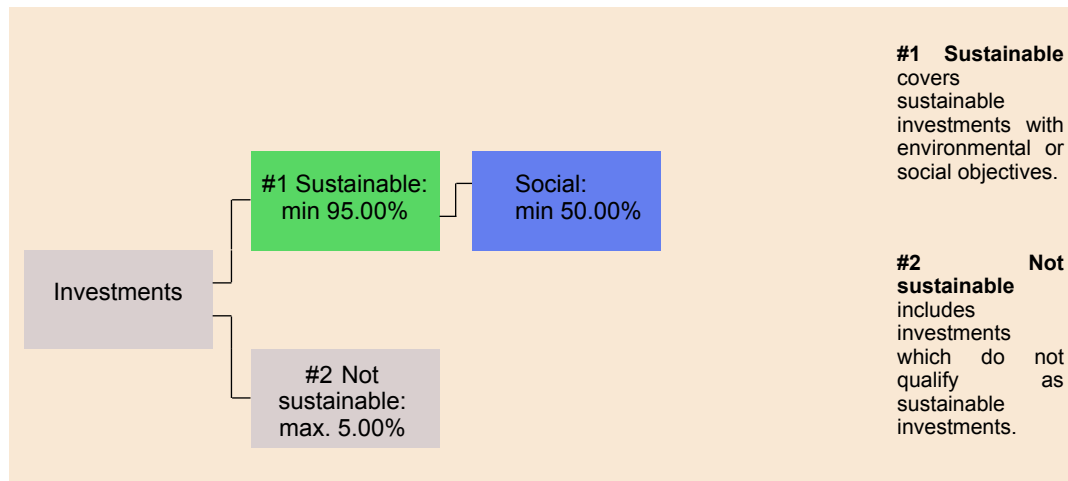 Investments
#1 Sustainable:
min 95.00%
Social:
min 50.00%
#2 Not
sustainable:
max. 5.00%
#1 Sustainable
covers
sustainable
investments with
environmental or
social objectives.
#2 Not
sustainable
includes
investments
which do not
qualify as
sustainable
investments.